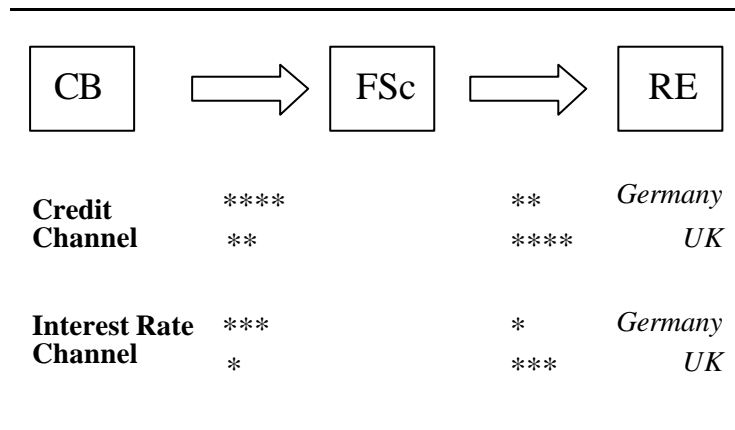 CB FSc RE
Credit Channel **** ** Germany
** **** UK
Interest Rate Channel *** * Germany
* *** UK